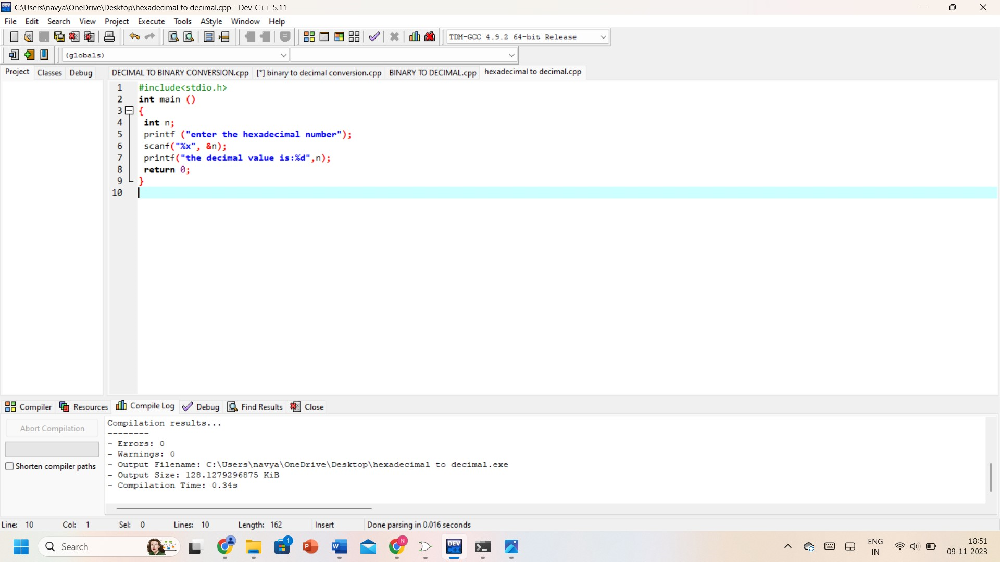 C:\Users\navya\OneDrive\Desktop\hexadecimal to decimal.cpp - Dev-C++ 5.11
File Edit Search View Project Execute Tools AStyle Window Help
TDM-GCC 4.9.2 64-bit Release
(globals)
Project Classes Debug
DECIMAL TO BINARY CONVERSION.cpp [*] binary to decimal conversion.cpp BINARY TO DECIMAL.cpp hexadecimal to decimal.cpp
1 #include<stdio.h>
2 int main ()
3 {
4 int n;
5 printf ("enter the hexadecimal number");
6 scanf("%x", &n);
7 printf("the decimal value is:%d",n);
8 return 0;
9 }
10
Compiler Resources Compile Log Debug Find Results Close
Abort Compilation
Shorten compiler paths
Compilation results...
--------
- Errors: 0
- Warnings: 0
- Output Filename: C:\Users\navya\OneDrive\Desktop\hexadecimal to decimal.exe
- Output Size: 128.1279296875 KiB
- Compilation Time: 0.34s
Line: 10 Col: 1 Sel: 0 Lines: 10 Length: 162 Insert Done parsing in 0.016 seconds
Search
1
P
W
N
DEV C++
ENG
IN
18:51
09-11-2023